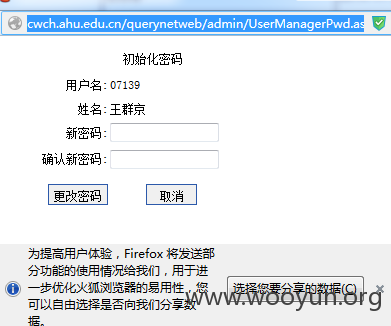 cwch.ahu.edu.cn/querynetweb/admin/UserManagerPwd.as
初始化密码
用户名: 07139
姓名: 王群京
新密码:
确认新密码:
更改密码 取消
为提高用户体验，Firefox 将发送
部分功能的使用情况给我们，用于进
一步优化火狐浏览器的易用性，您
可以自由选择是否向我们分享数
据。
选择您要分享的数据(C)
www.wooyun.org